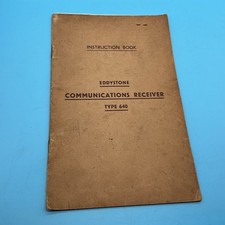 INSTRUCTION BOOK
EDDYSTONE
COMMUNICATIONS RECEIVER
TYPE 640